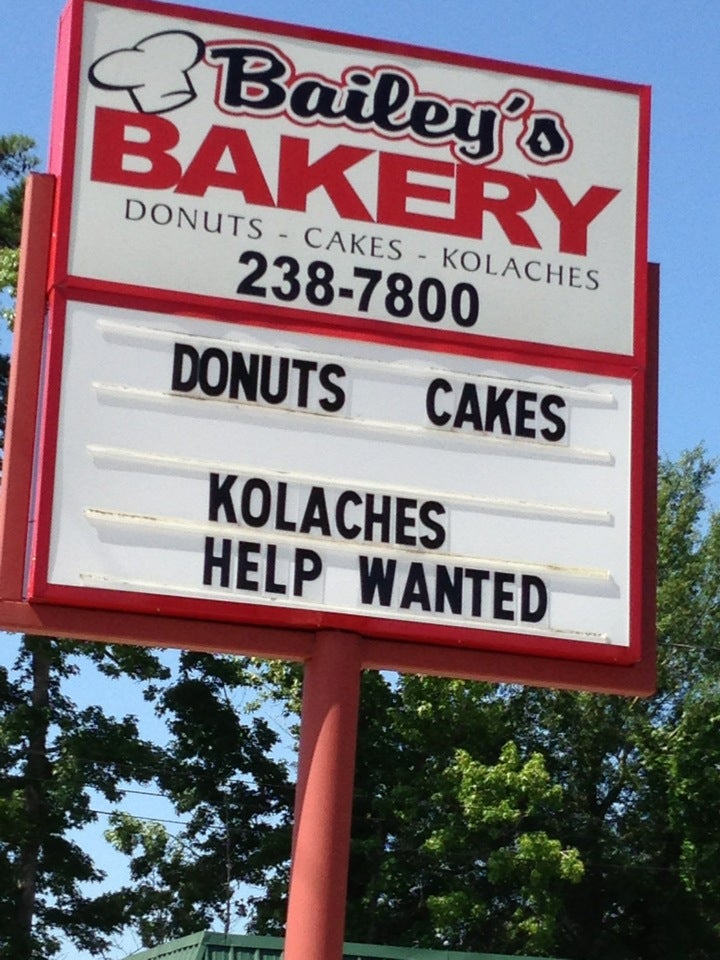 Bailey's
BAKERY
DONUTS - CAKES - KOLACHES
238-7800
DONUTS CAKES
KOLACHES
HELP WANTED